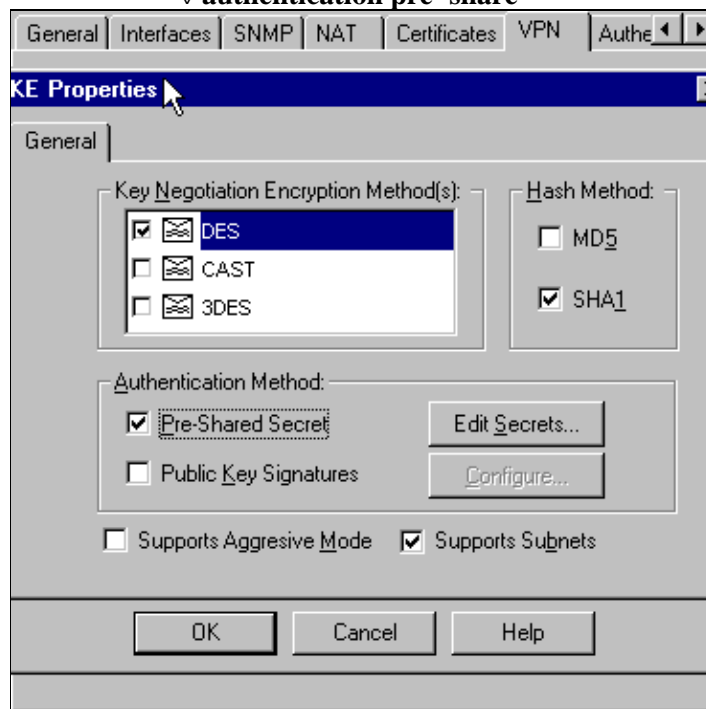 authentication pre-share
General Interfaces SNMP NAT Certificates VPN Authe
KE Properties
General
Key Negotiation Encryption Method(s): Hash Method:
DES MD5
CAST
3DES SHA1
Authentication Method:
Pre-Shared Secret Edit Secrets...
Public Key Signatures Configure...
Supports Aggresive Mode Supports Subnets
OK Cancel Help